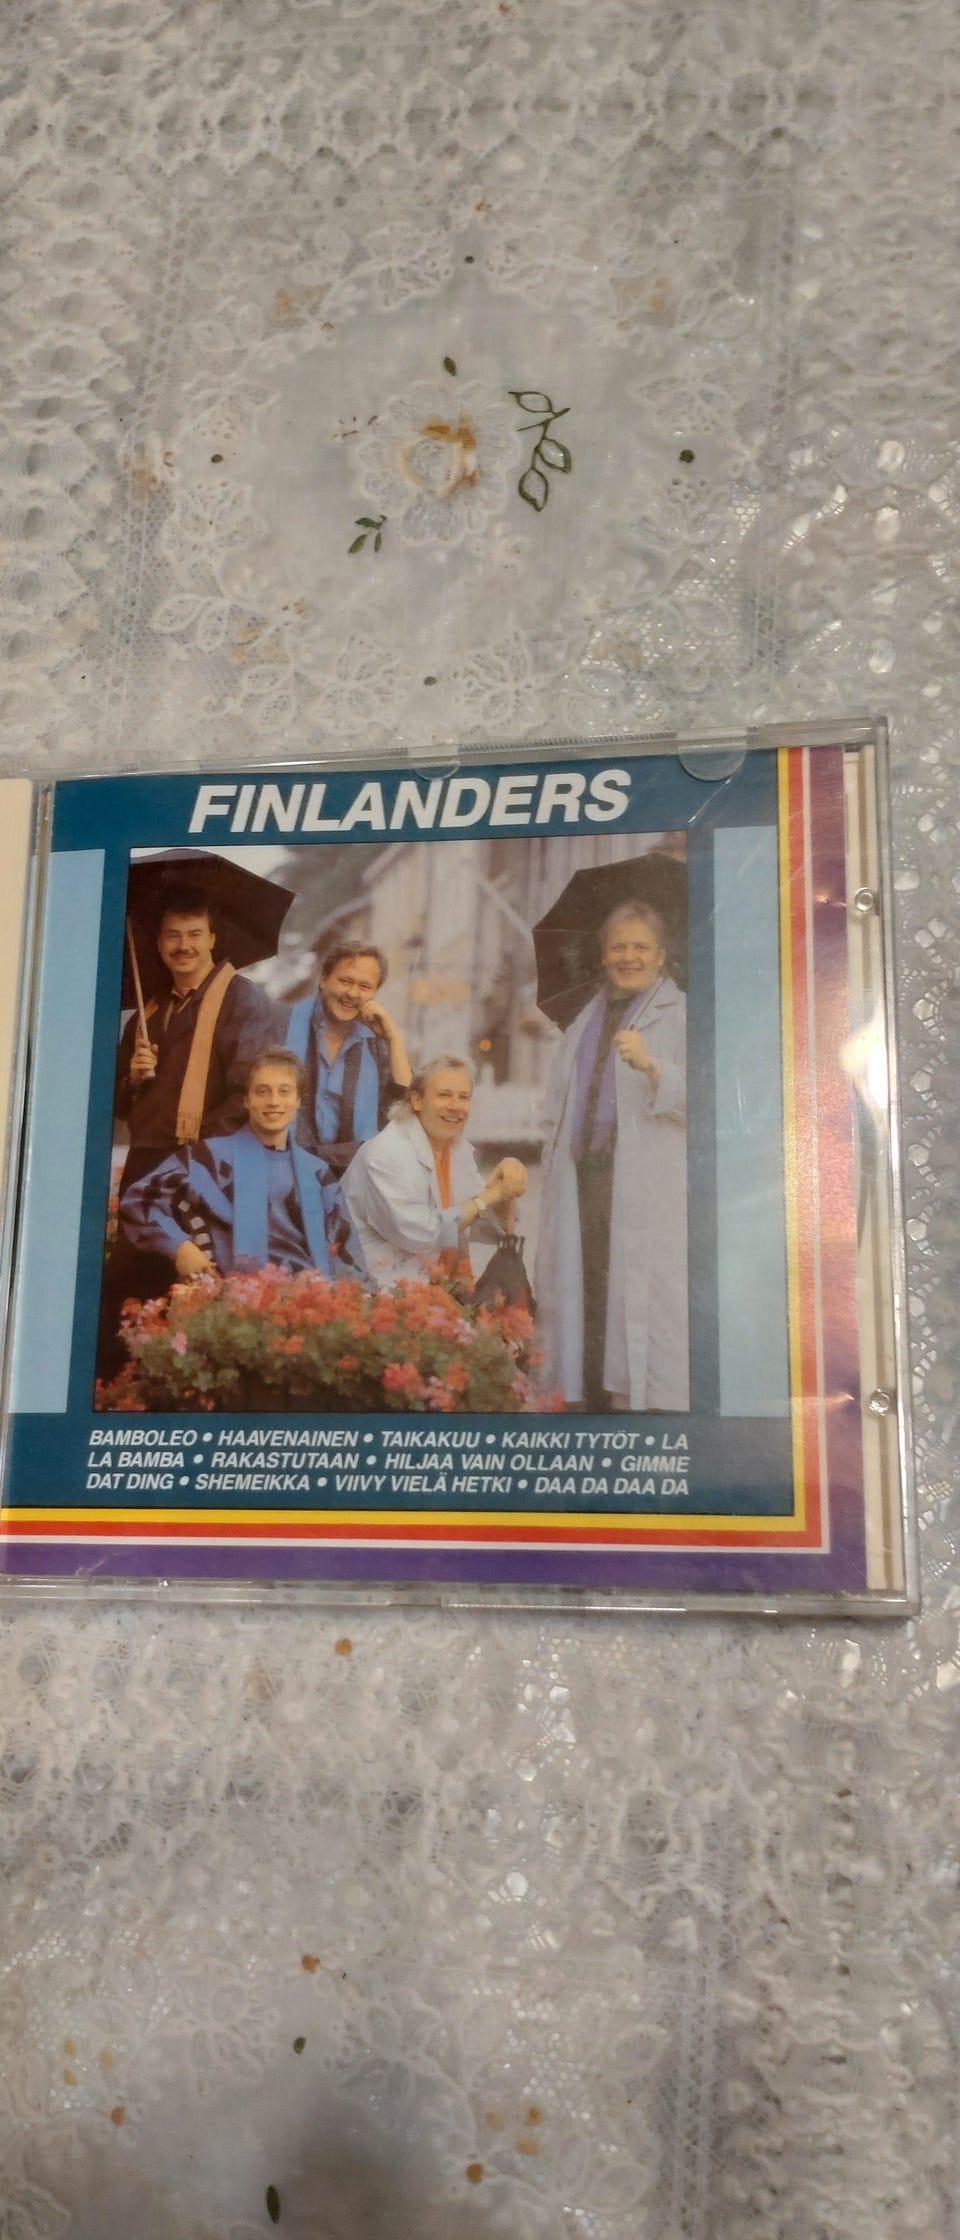 FINLANDERS
BAMBOLEO • HAAVENAINEN • TAIKAKUU • KAIKKI TYTÖT • LA
LA BAMBA • RAKASTUTAAN • HILJAA VAIN OLLAAN • GIMME
DAT DING • SHEMEIKKA • VIIVY VIELÄ HETKI • DAA DA DAA DA